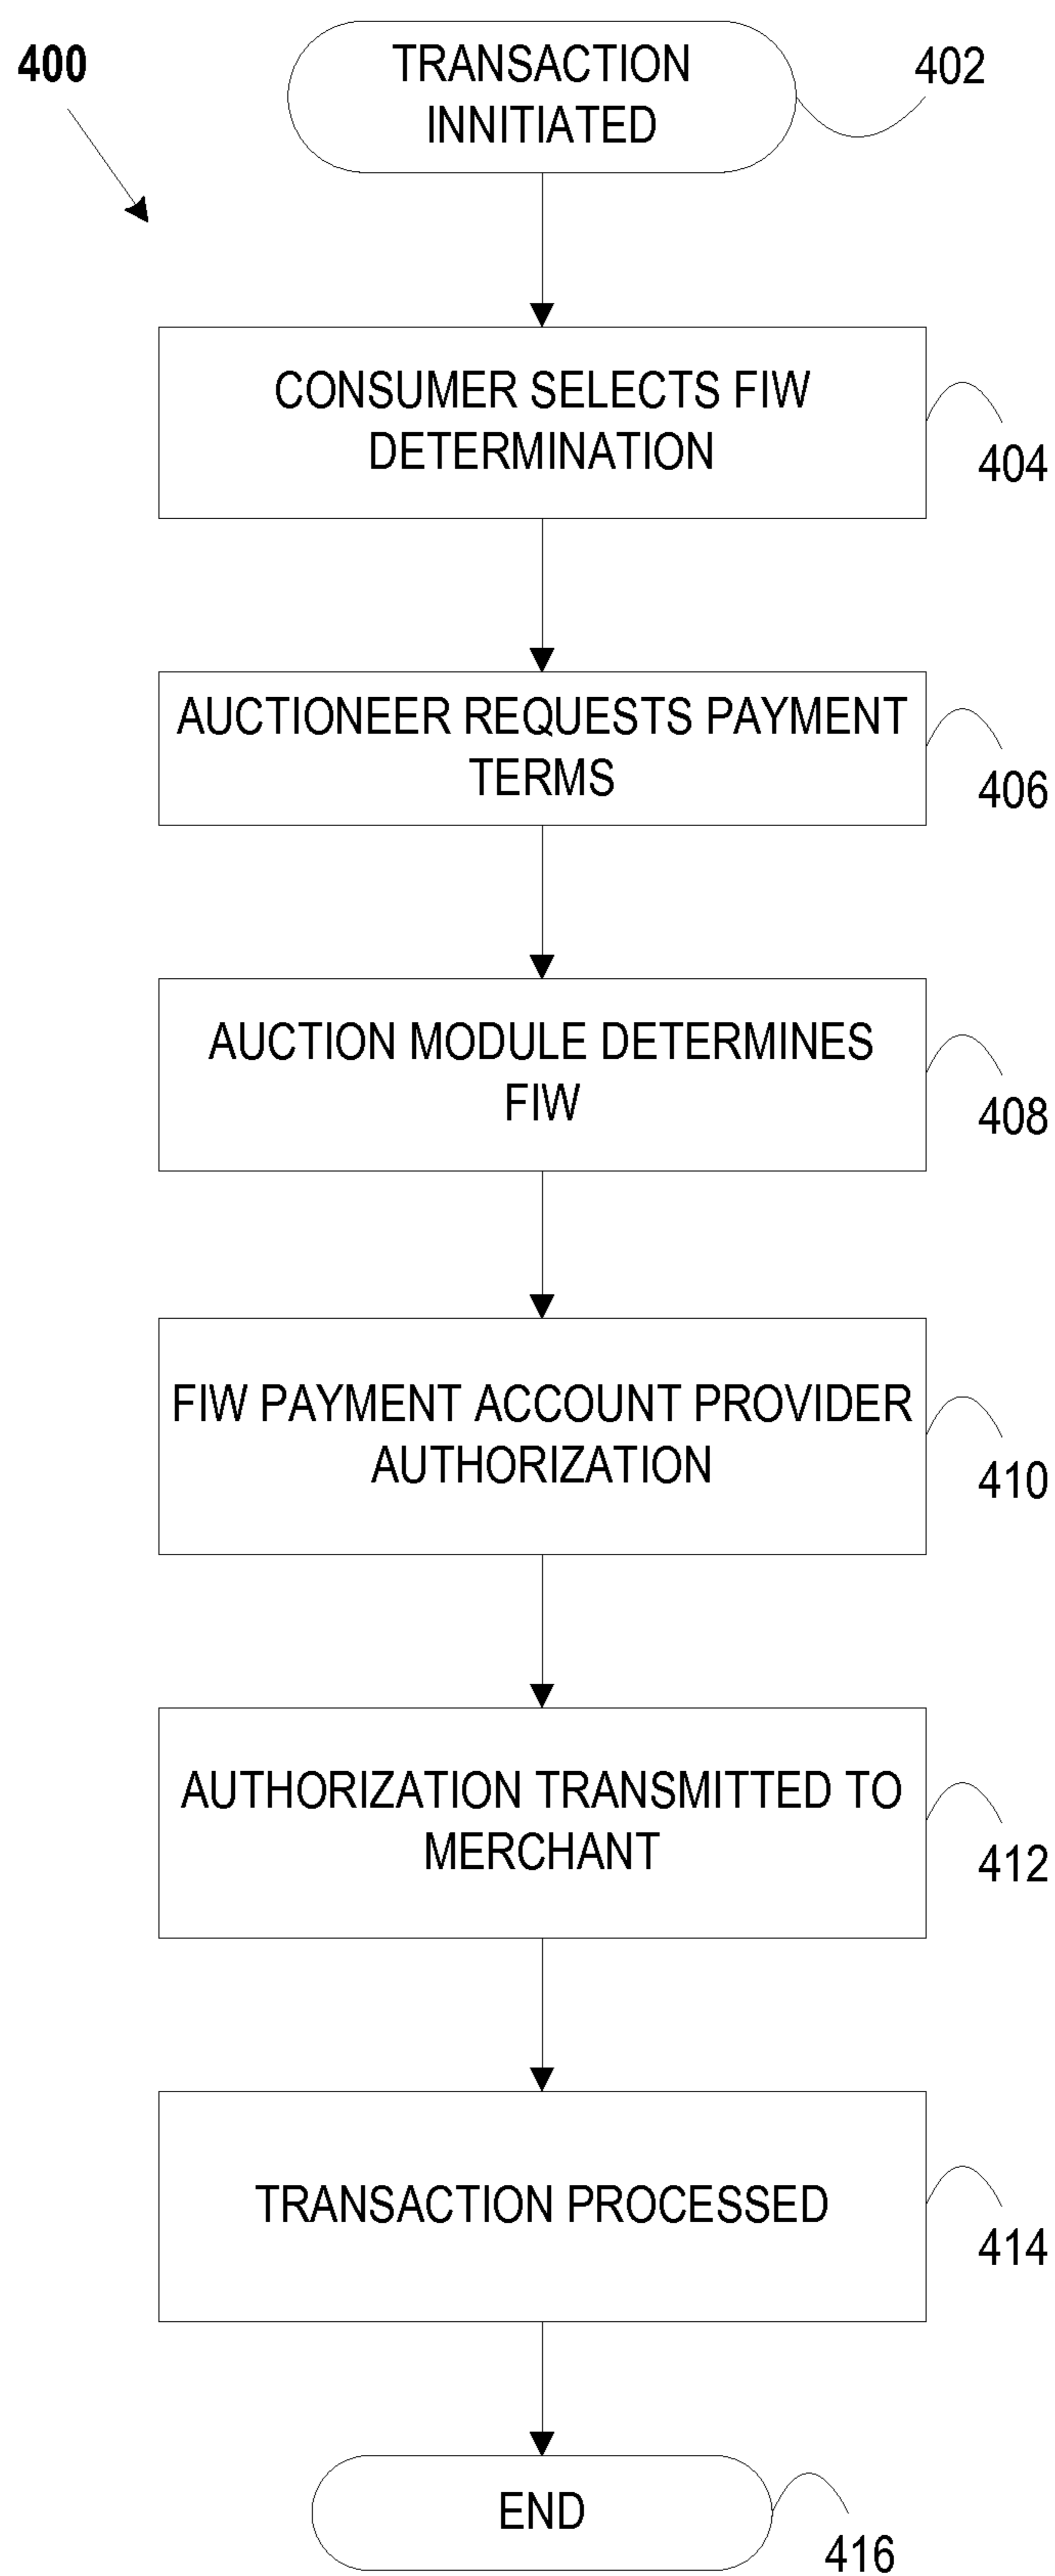 400
TRANSACTION
INNITIATED
402
CONSUMER SELECTS FIW
DETERMINATION
404
AUCTIONEER REQUESTS PAYMENT
TERMS
406
AUCTION MODULE DETERMINES
FIW
408
FIW PAYMENT ACCOUNT PROVIDER
AUTHORIZATION
410
AUTHORIZATION TRANSMITTED TO
MERCHANT
412
TRANSACTION PROCESSED
414
END
416